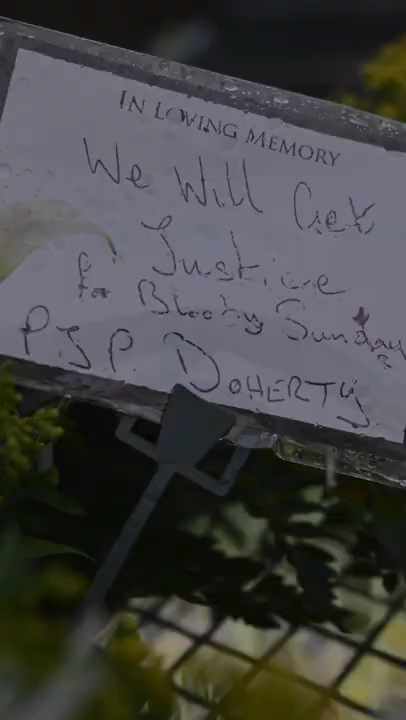 IN LOVING MEMORY
We Will Get
Justice
for Bloody Sunday
P.J.P. DOHERTY.